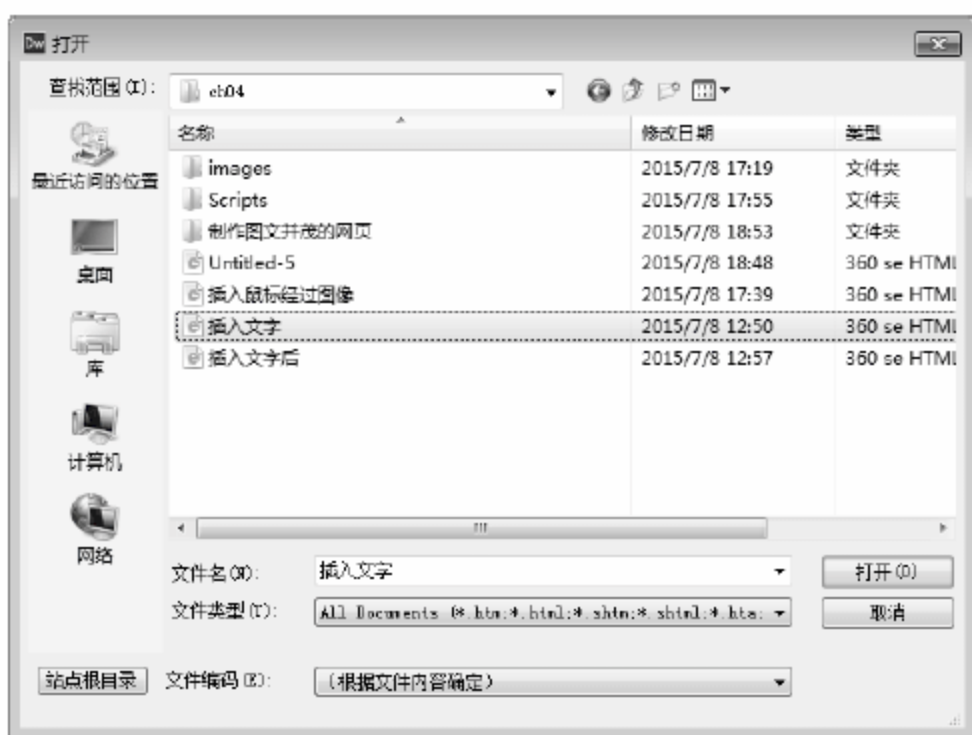 Dw 打开
查找范围(I): ch04
名称 修改日期 类型
images 2015/7/8 17:19 文件夹
Scripts 2015/7/8 17:55 文件夹
制作图文并茂的网页 2015/7/8 18:53 文件夹
Untitled-5 2015/7/8 18:48 360 se HTML
插入鼠标经过图像 2015/7/8 17:39 360 se HTML
插入文字 2015/7/8 12:50 360 se HTML
插入文字后 2015/7/8 12:57 360 se HTML
最近访问的位置
桌面
库
计算机
网络
文件名(N): 插入文字 打开(O)
文件类型(T): All Documents (*.htm;*.html;*.shtm;*.shtml;*.hta; 取消
站点根目录 文件编码(E): (根据文件内容确定)